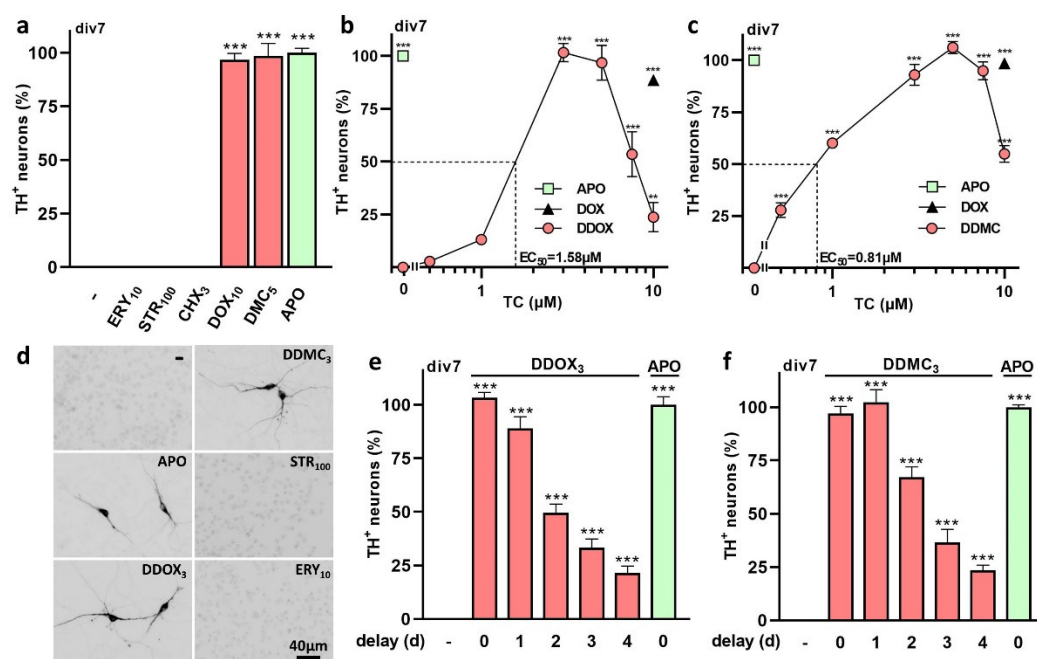 a
div7
TH⁺ neurons (%)
100
75
50
25
0
*** *** ***
-
ERY₁₀
STR₁₀₀
CHX₃
DOX₁₀
DMC₅
APO
b
div7
TH⁺ neurons (%)
100
75
50
25
0
***
***
***
***
***
**
APO
DOX
DDOX
EC₅₀=1.58µM
0 1 10
TC (µM)
c
div7
TH⁺ neurons (%)
100
75
50
25
0
***
***
***
***
***
***
***
***
APO
DOX
DDMC
EC₅₀=0.81µM
0 1 10
TC (µM)
d
DDMC₃
APO
STR₁₀₀
DDOX₃
ERY₁₀
40µm
e
div7 DDOX₃ APO
TH⁺ neurons (%)
100
75
50
25
0
*** *** *** *** *** ***
delay (d) - 0 1 2 3 4 0
f
div7 DDMC₃ APO
TH⁺ neurons (%)
100
75
50
25
0
*** *** *** *** *** ***
delay (d) - 0 1 2 3 4 0